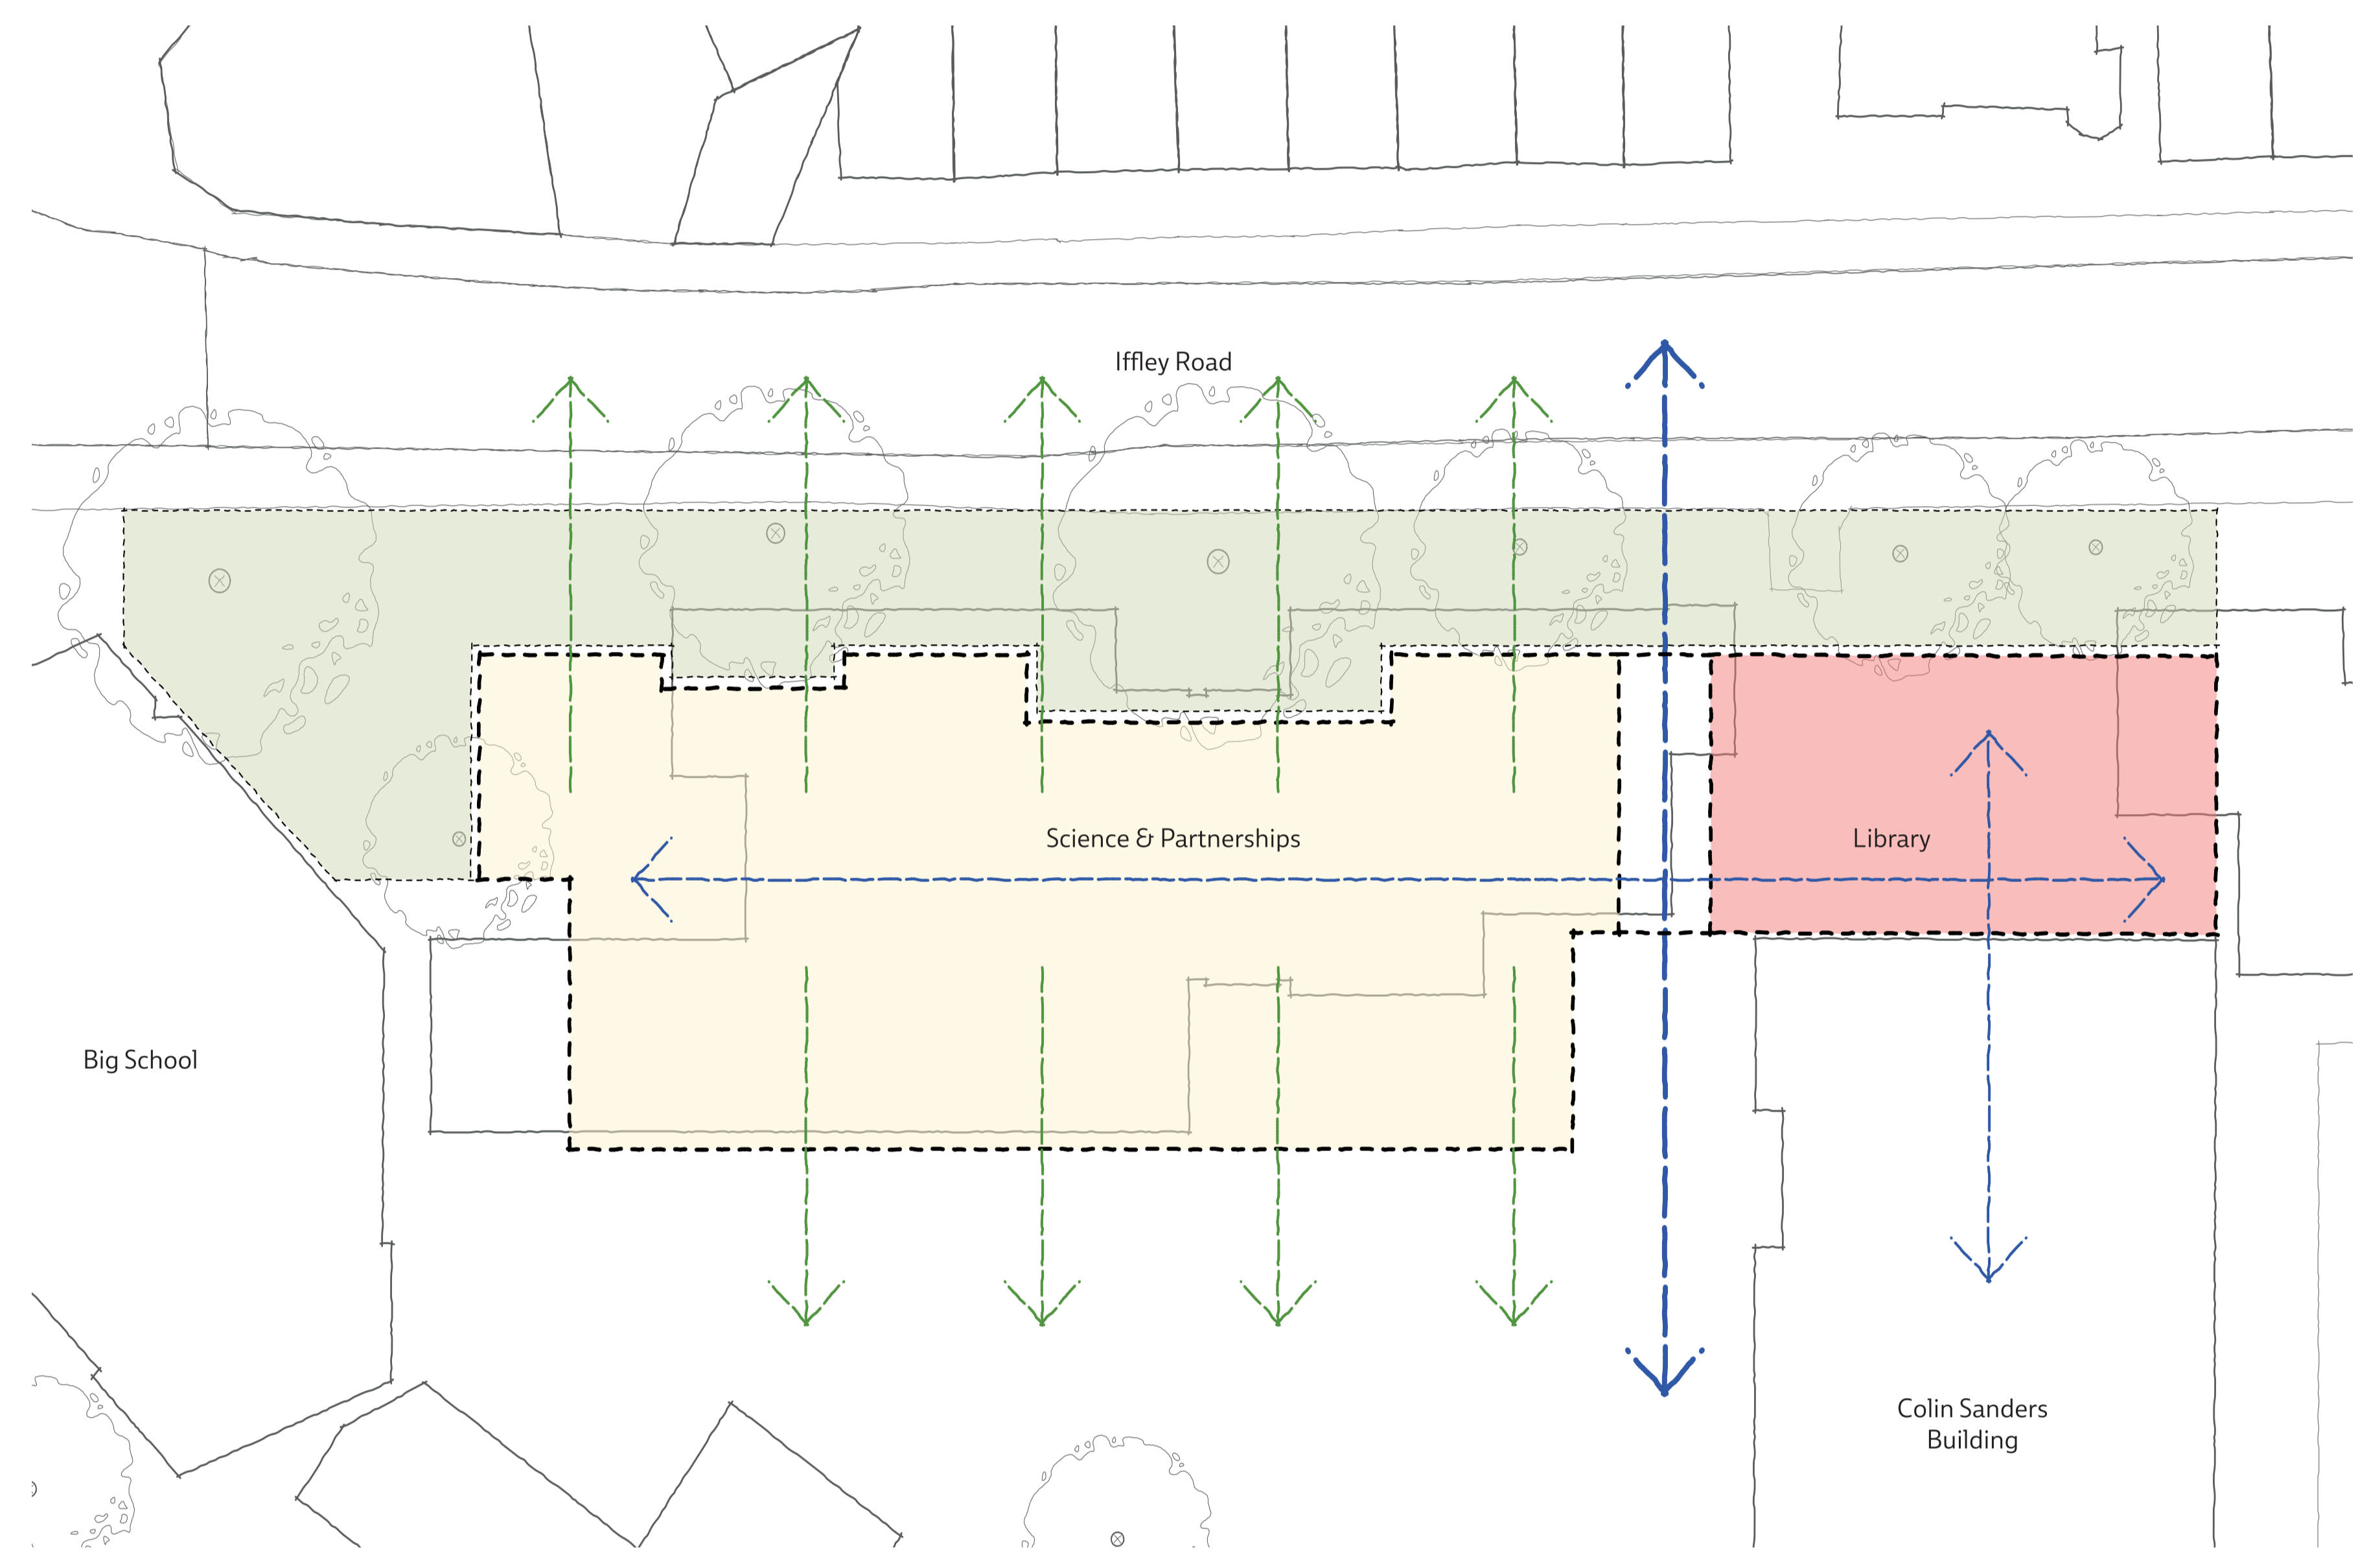 Iffley Road
Science & Partnerships
Library
Big School
Colin Sanders
Building